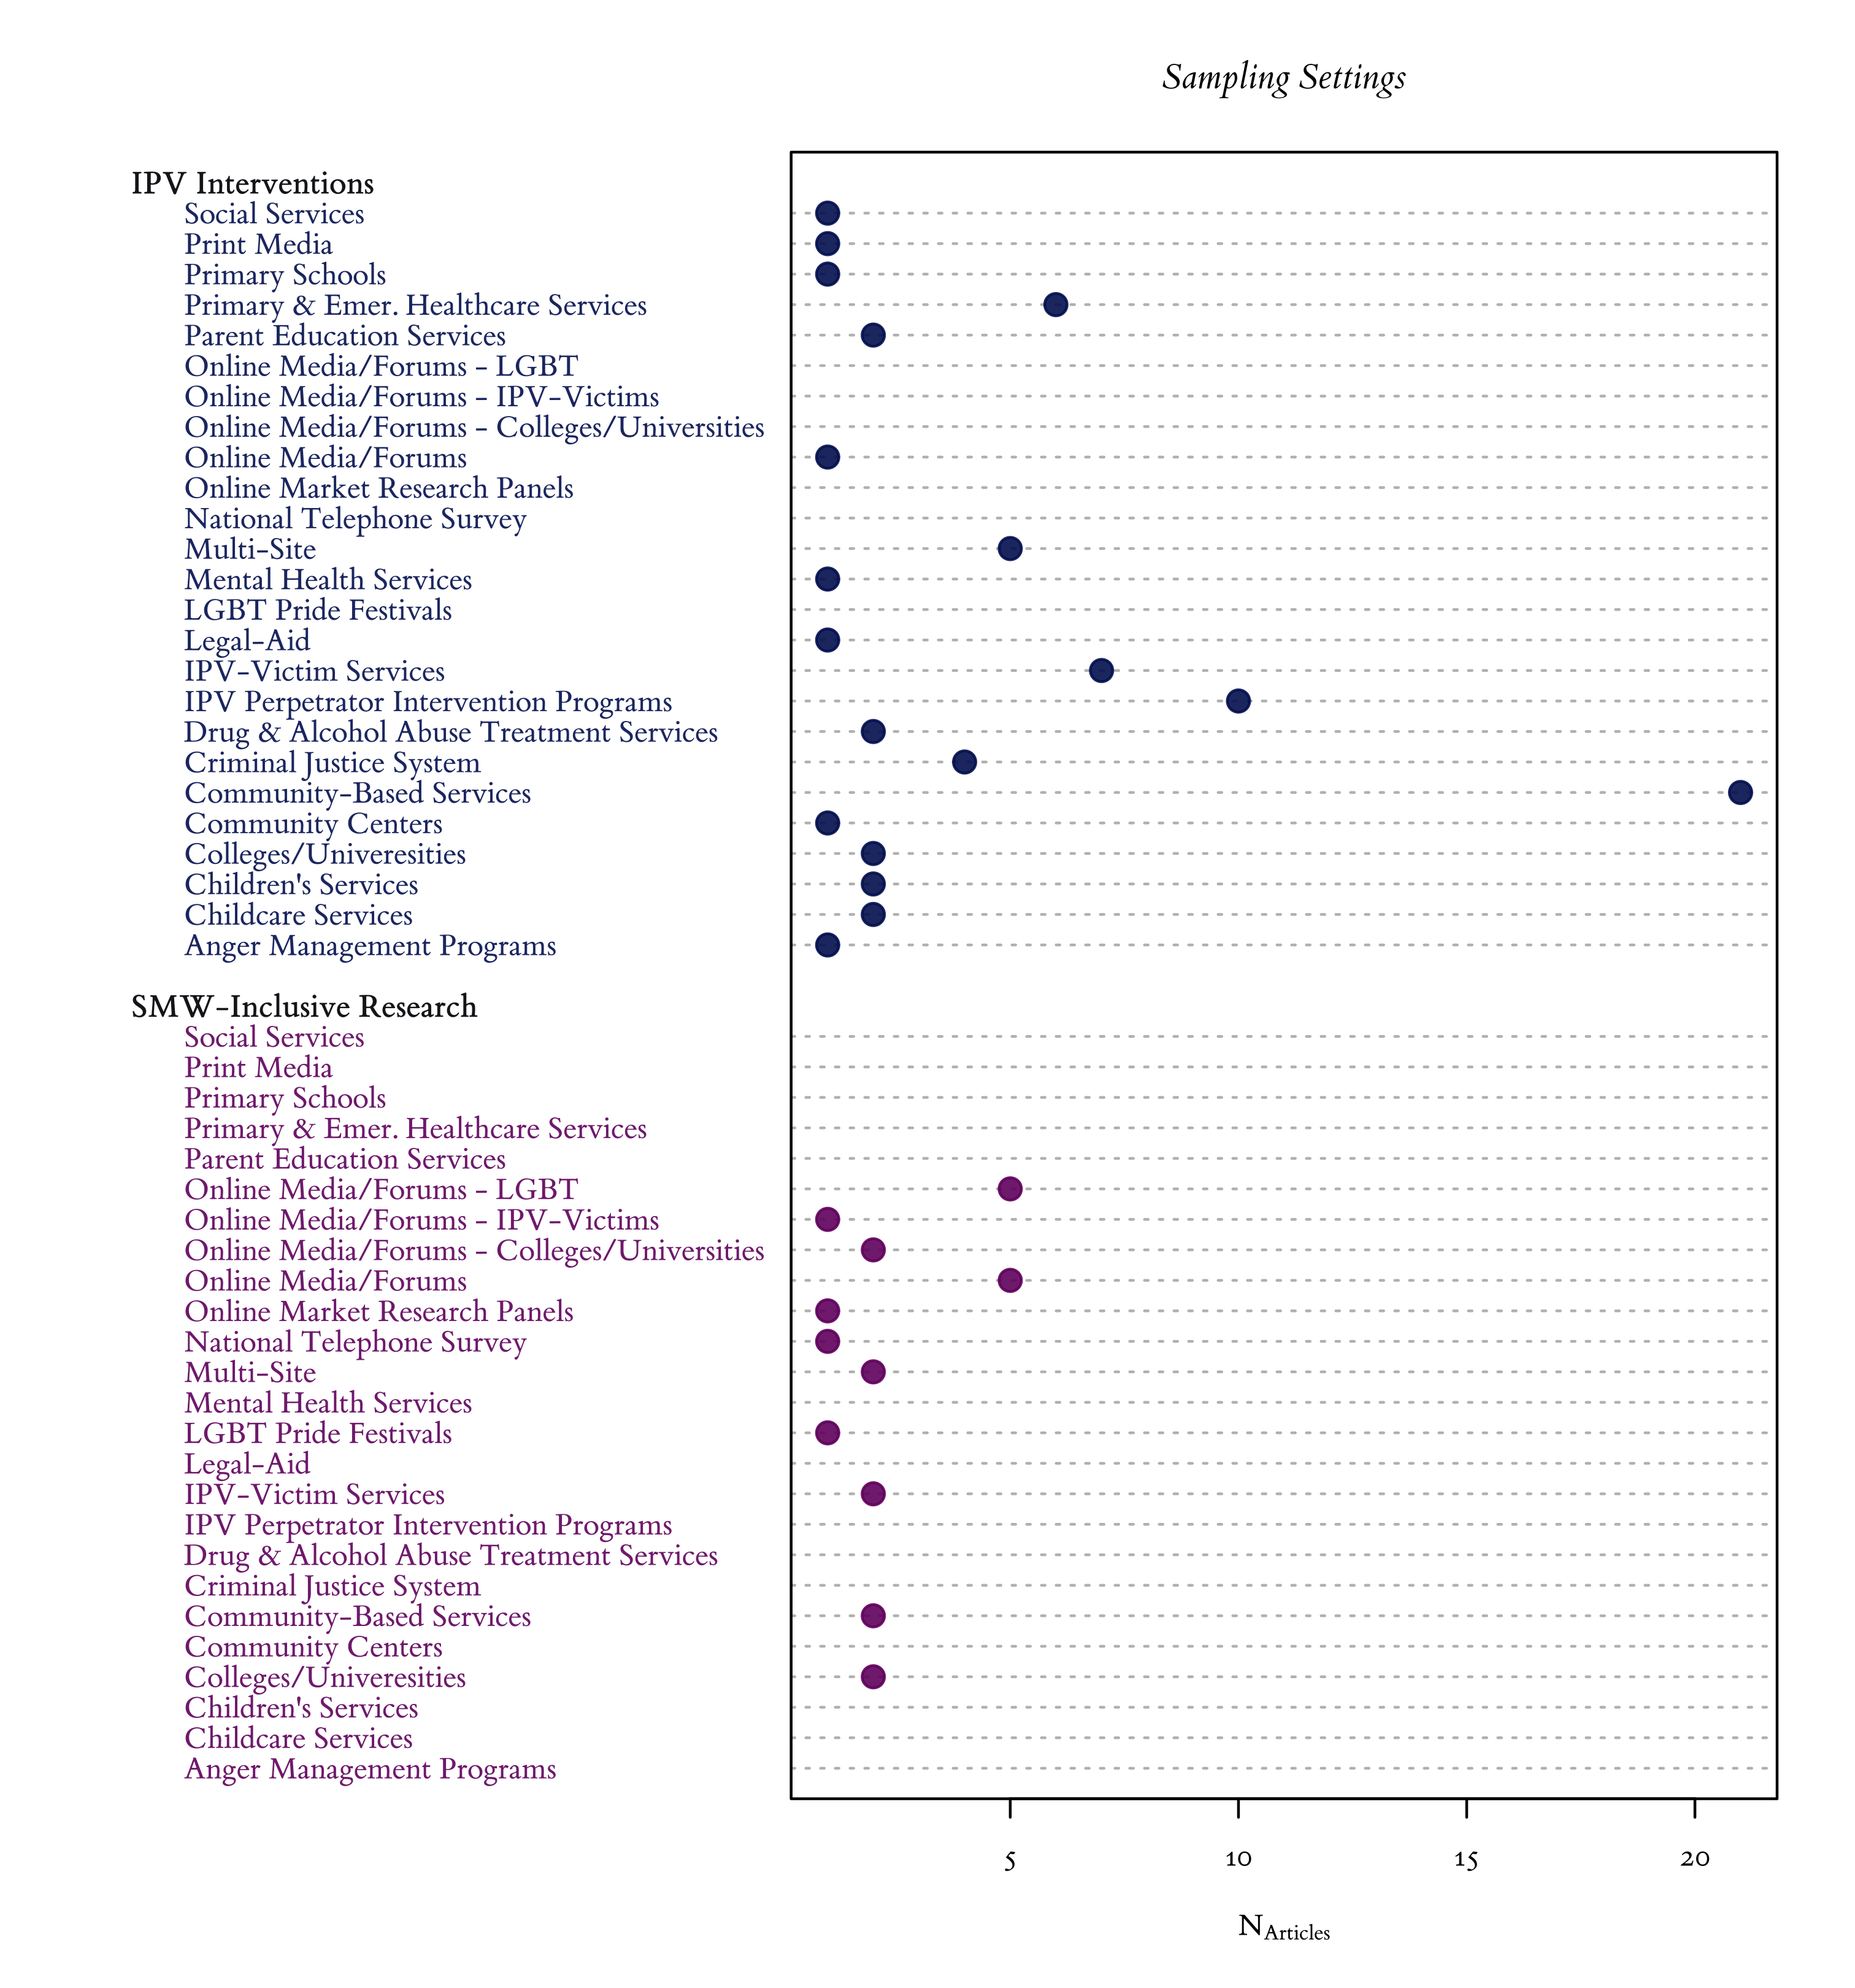 Sampling Settings
IPV Interventions
Social Services
Print Media
Primary Schools
Primary & Emer. Healthcare Services
Parent Education Services
Online Media/Forums - LGBT
Online Media/Forums - IPV-Victims
Online Media/Forums - Colleges/Universities
Online Media/Forums
Online Market Research Panels
National Telephone Survey
Multi-Site
Mental Health Services
LGBT Pride Festivals
Legal-Aid
IPV-Victim Services
IPV Perpetrator Intervention Programs
Drug & Alcohol Abuse Treatment Services
Criminal Justice System
Community-Based Services
Community Centers
Colleges/Univeresities
Children's Services
Childcare Services
Anger Management Programs
SMW-Inclusive Research
Social Services
Print Media
Primary Schools
Primary & Emer. Healthcare Services
Parent Education Services
Online Media/Forums - LGBT
Online Media/Forums - IPV-Victims
Online Media/Forums - Colleges/Universities
Online Media/Forums
Online Market Research Panels
National Telephone Survey
Multi-Site
Mental Health Services
LGBT Pride Festivals
Legal-Aid
IPV-Victim Services
IPV Perpetrator Intervention Programs
Drug & Alcohol Abuse Treatment Services
Criminal Justice System
Community-Based Services
Community Centers
Colleges/Univeresities
Children's Services
Childcare Services
Anger Management Programs
5 10 15 20
N Articles